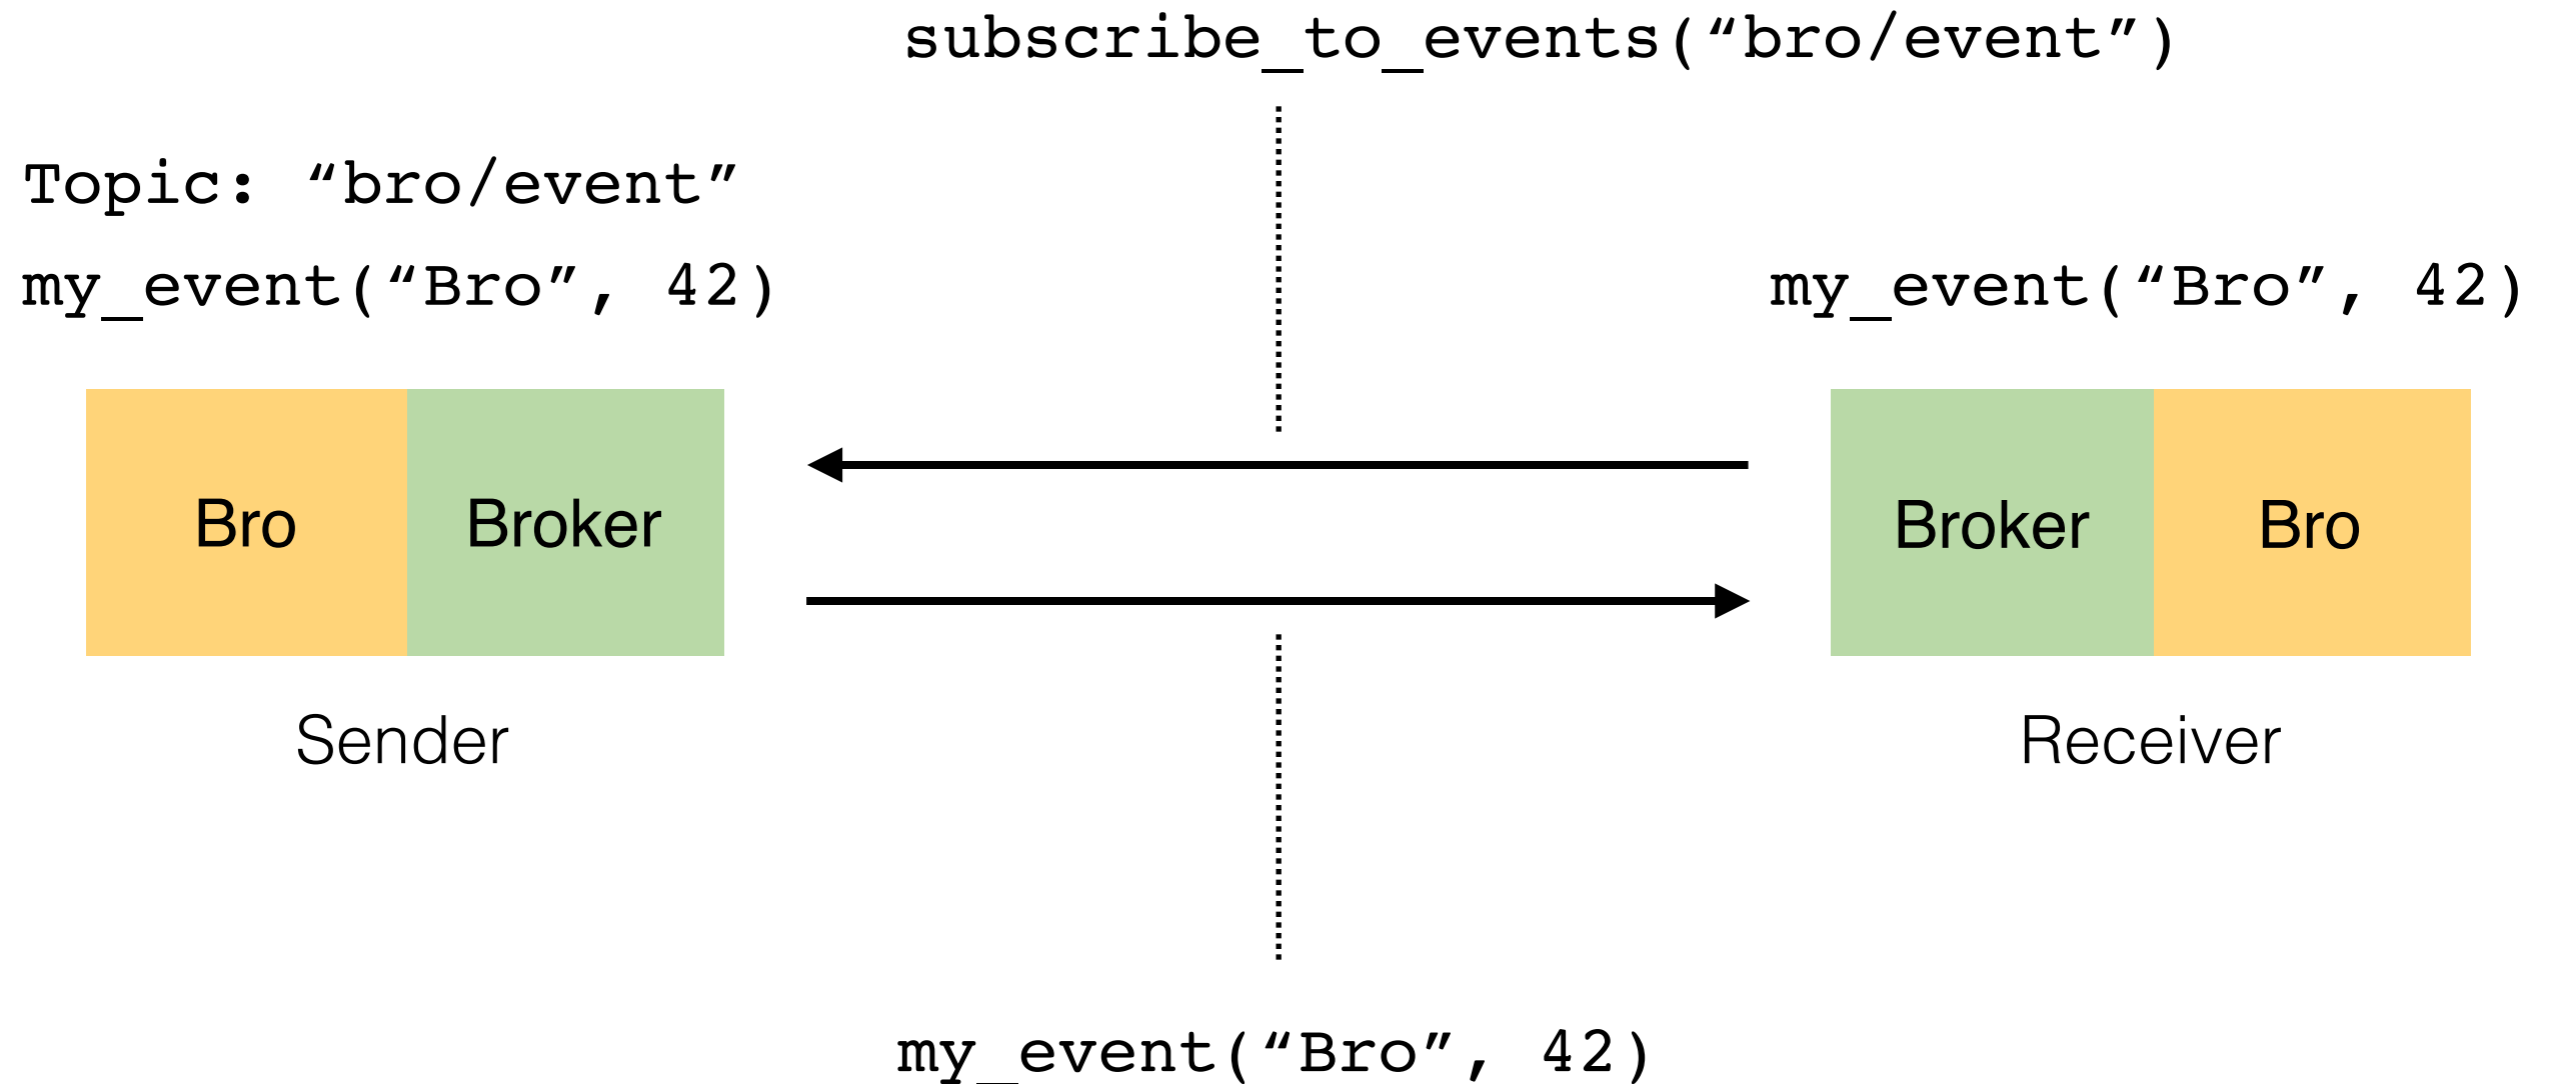 subscribe_to_events(“bro/event”)
Topic: “bro/event”
my_event(“Bro”, 42)
my_event(“Bro”, 42)
Bro
Broker
Broker
Bro
Sender
Receiver
my_event(“Bro”, 42)